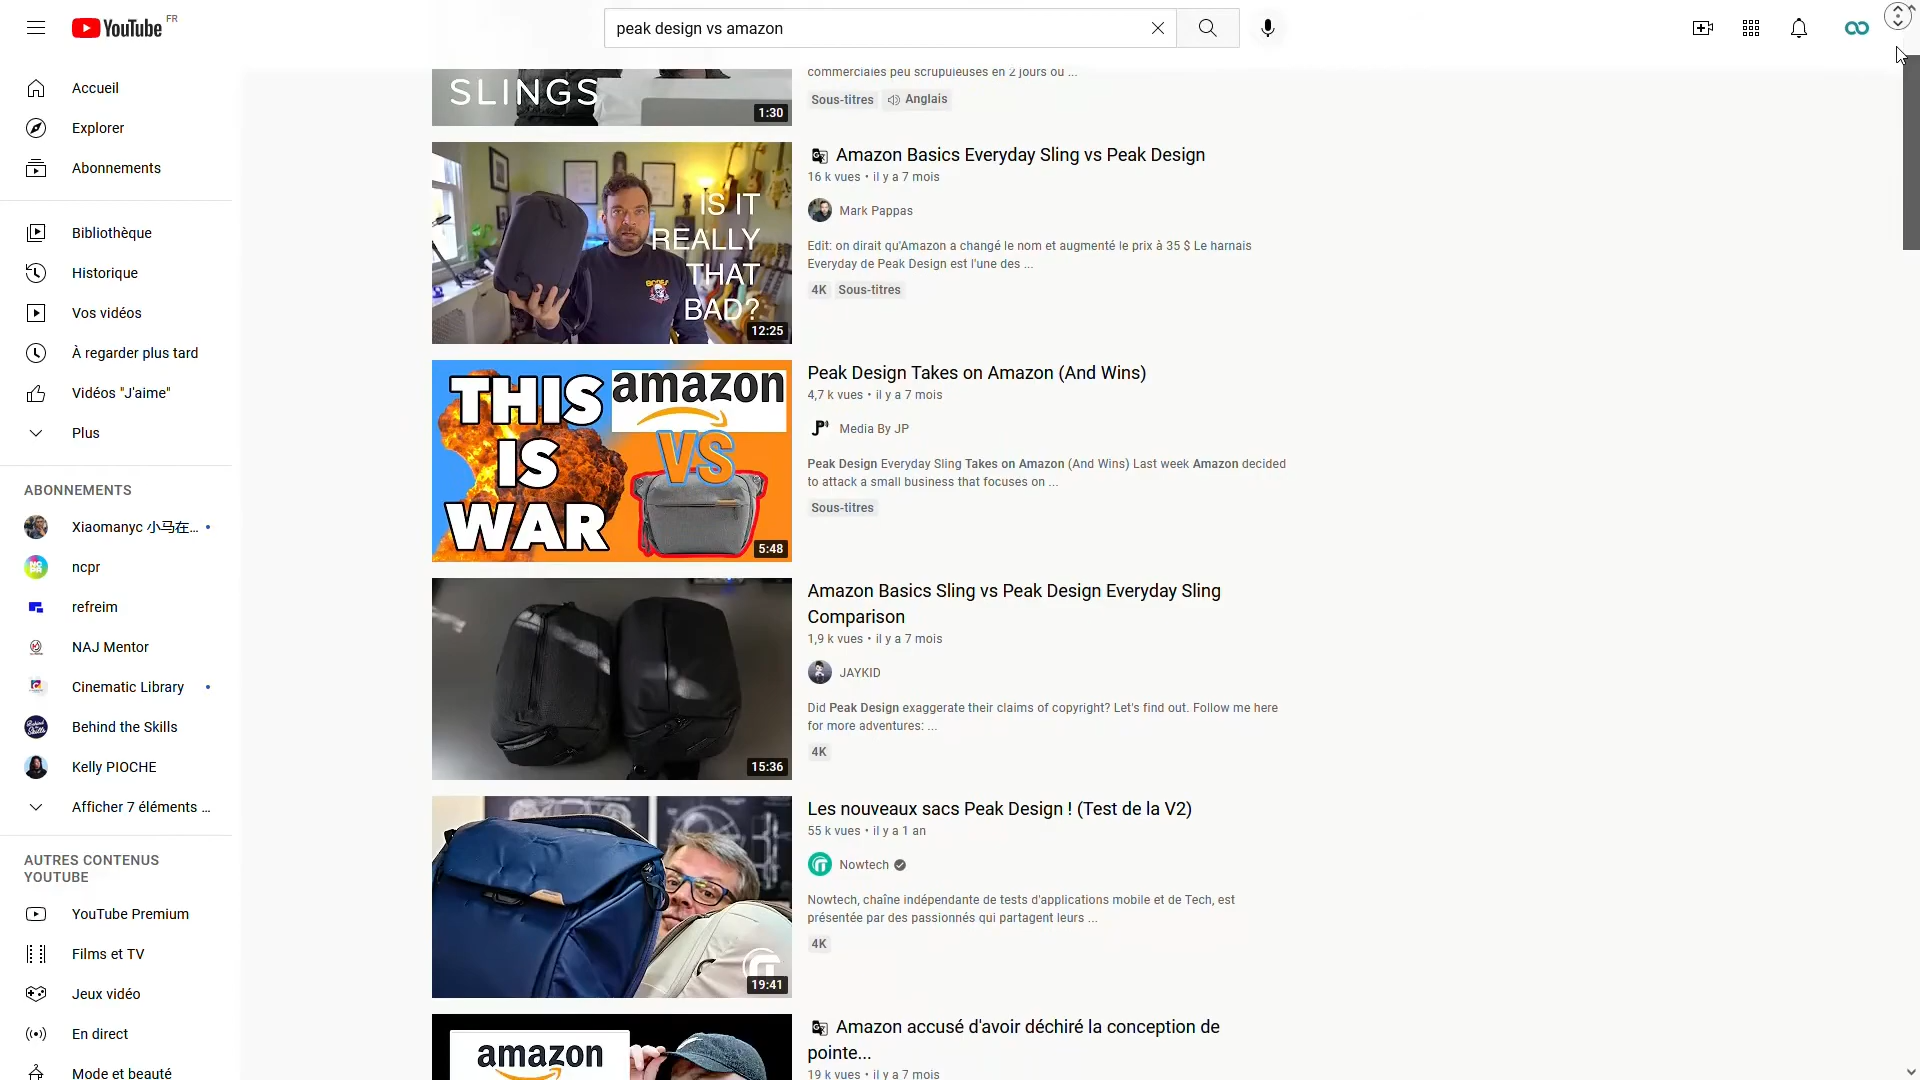 YouTube FR
peak design vs amazon
Accueil
Explorer
Abonnements
Bibliothèque
Historique
Vos vidéos
À regarder plus tard
Vidéos "J'aime"
Plus
ABONNEMENTS
Xiaomanyc 小马在...
ncpr
refreim
NAJ Mentor
Cinematic Library
Behind the Skills
Kelly PIOCHE
Afficher 7 éléments ...
AUTRES CONTENUS
YOUTUBE
YouTube Premium
Films et TV
Jeux vidéo
En direct
Mode et beauté
SLINGS
1:30
commerciales peu scrupuleuses en 2 jours ou ...
Sous-titres Anglais
IS IT
REALLY
THAT
BAD?
12:25
Amazon Basics Everyday Sling vs Peak Design
16 k vues • il y a 7 mois
Mark Pappas
Edit: on dirait qu'Amazon a changé le nom et augmenté le prix à 35 $ Le harnais
Everyday de Peak Design est l'une des ...
4K Sous-titres
THIS
IS
WAR
amazon
VS
5:48
Peak Design Takes on Amazon (And Wins)
4,7 k vues • il y a 7 mois
Media By JP
Peak Design Everyday Sling Takes on Amazon (And Wins) Last week Amazon decided
to attack a small business that focuses on ...
Sous-titres
15:36
Amazon Basics Sling vs Peak Design Everyday Sling
Comparison
1,9 k vues • il y a 7 mois
JAYKID
Did Peak Design exaggerate their claims of copyright? Let's find out. Follow me here
for more adventures: ...
4K
19:41
Les nouveaux sacs Peak Design ! (Test de la V2)
55 k vues • il y a 1 an
Nowtech
Nowtech, chaîne indépendante de tests d'applications mobile et de Tech, est
présentée par des passionnés qui partagent leurs ...
4K
amazon
Amazon accusé d'avoir déchiré la conception de
pointe...
19 k vues • il y a 7 mois